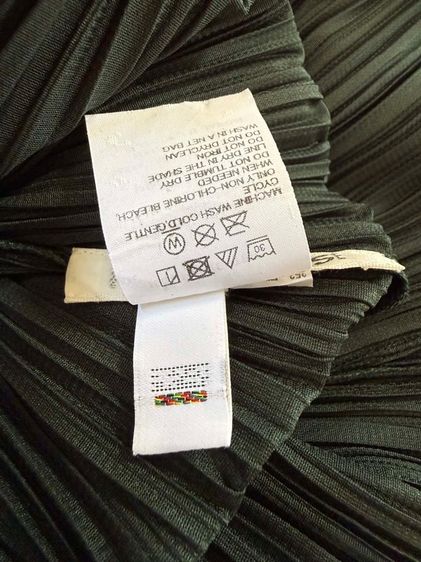 MACHINE WASH COLD/GENTLE
CYCLE
ONLY NON-CHLORINE BLEACH,
WHEN NEEDED
DO NOT TUMBLE DRY
LINE DRY IN THE SHADE
DO NOT IRON
DO NOT DRYCLEAN
WASH IN A NET BAG
30
W